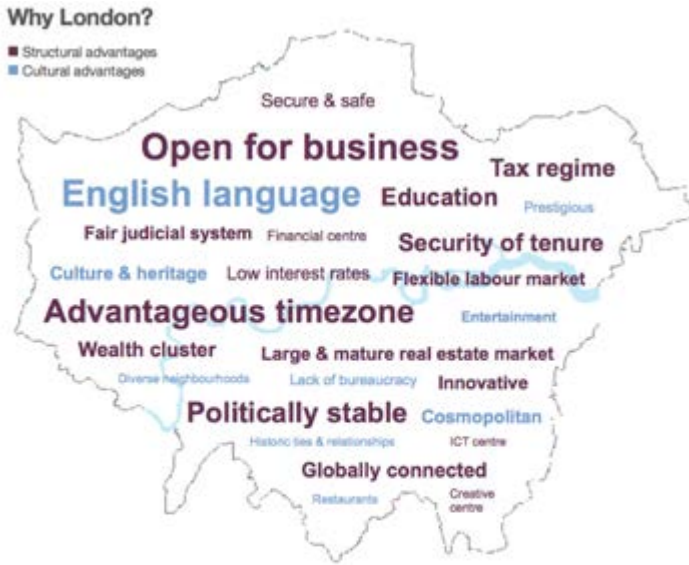 Why London?
Structural advantages
Cultural advantages
Secure & safe
Open for business
Tax regime
English language
Education
Prestigious
Fair judicial system
Financial centre
Security of tenure
Culture & heritage
Low interest rates
Flexible labour market
Advantageous timezone
Entertainment
Wealth cluster
Large & mature real estate market
Diverse neighbourhoods
Lack of bureaucracy
Innovative
Politically stable
Cosmopolitan
Historic ties & relationships
ICT centre
Globally connected
Restaurants
Creative
centre